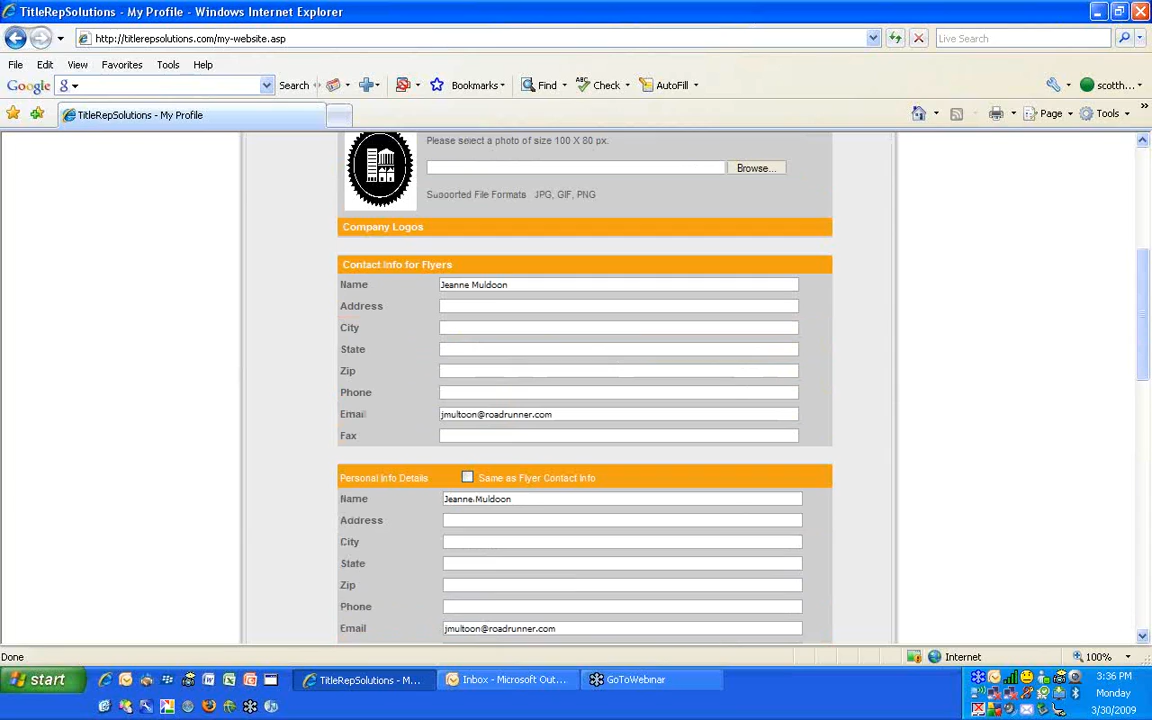 TitleRepSolutions - My Profile - Windows Internet Explorer
http://titlerepsolutions.com/my-website.asp
Live Search
File Edit View Favorites Tools Help
Google
Search
Bookmarks
Find
Check
AutoFill
scotth...
TitleRepSolutions - My Profile
Page
Tools
Please select a photo of size 100 X 80 px.
Browse...
Supported File Formats JPG, GIF, PNG
Company Logos
Contact Info for Flyers
Name Jeanne Muldoon
Address
City
State
Zip
Phone
Email jmultoon@roadrunner.com
Fax
Personal Info Details Same as Flyer Contact Info
Name Jeanne.Muldoon
Address
City
State
Zip
Phone
Email jmultoon@roadrunner.com
Done
Internet
100%
start
TitleRepSolutions - M...
Inbox - Microsoft Out...
GoToWebinar
3:36 PM
Monday
3/30/2009